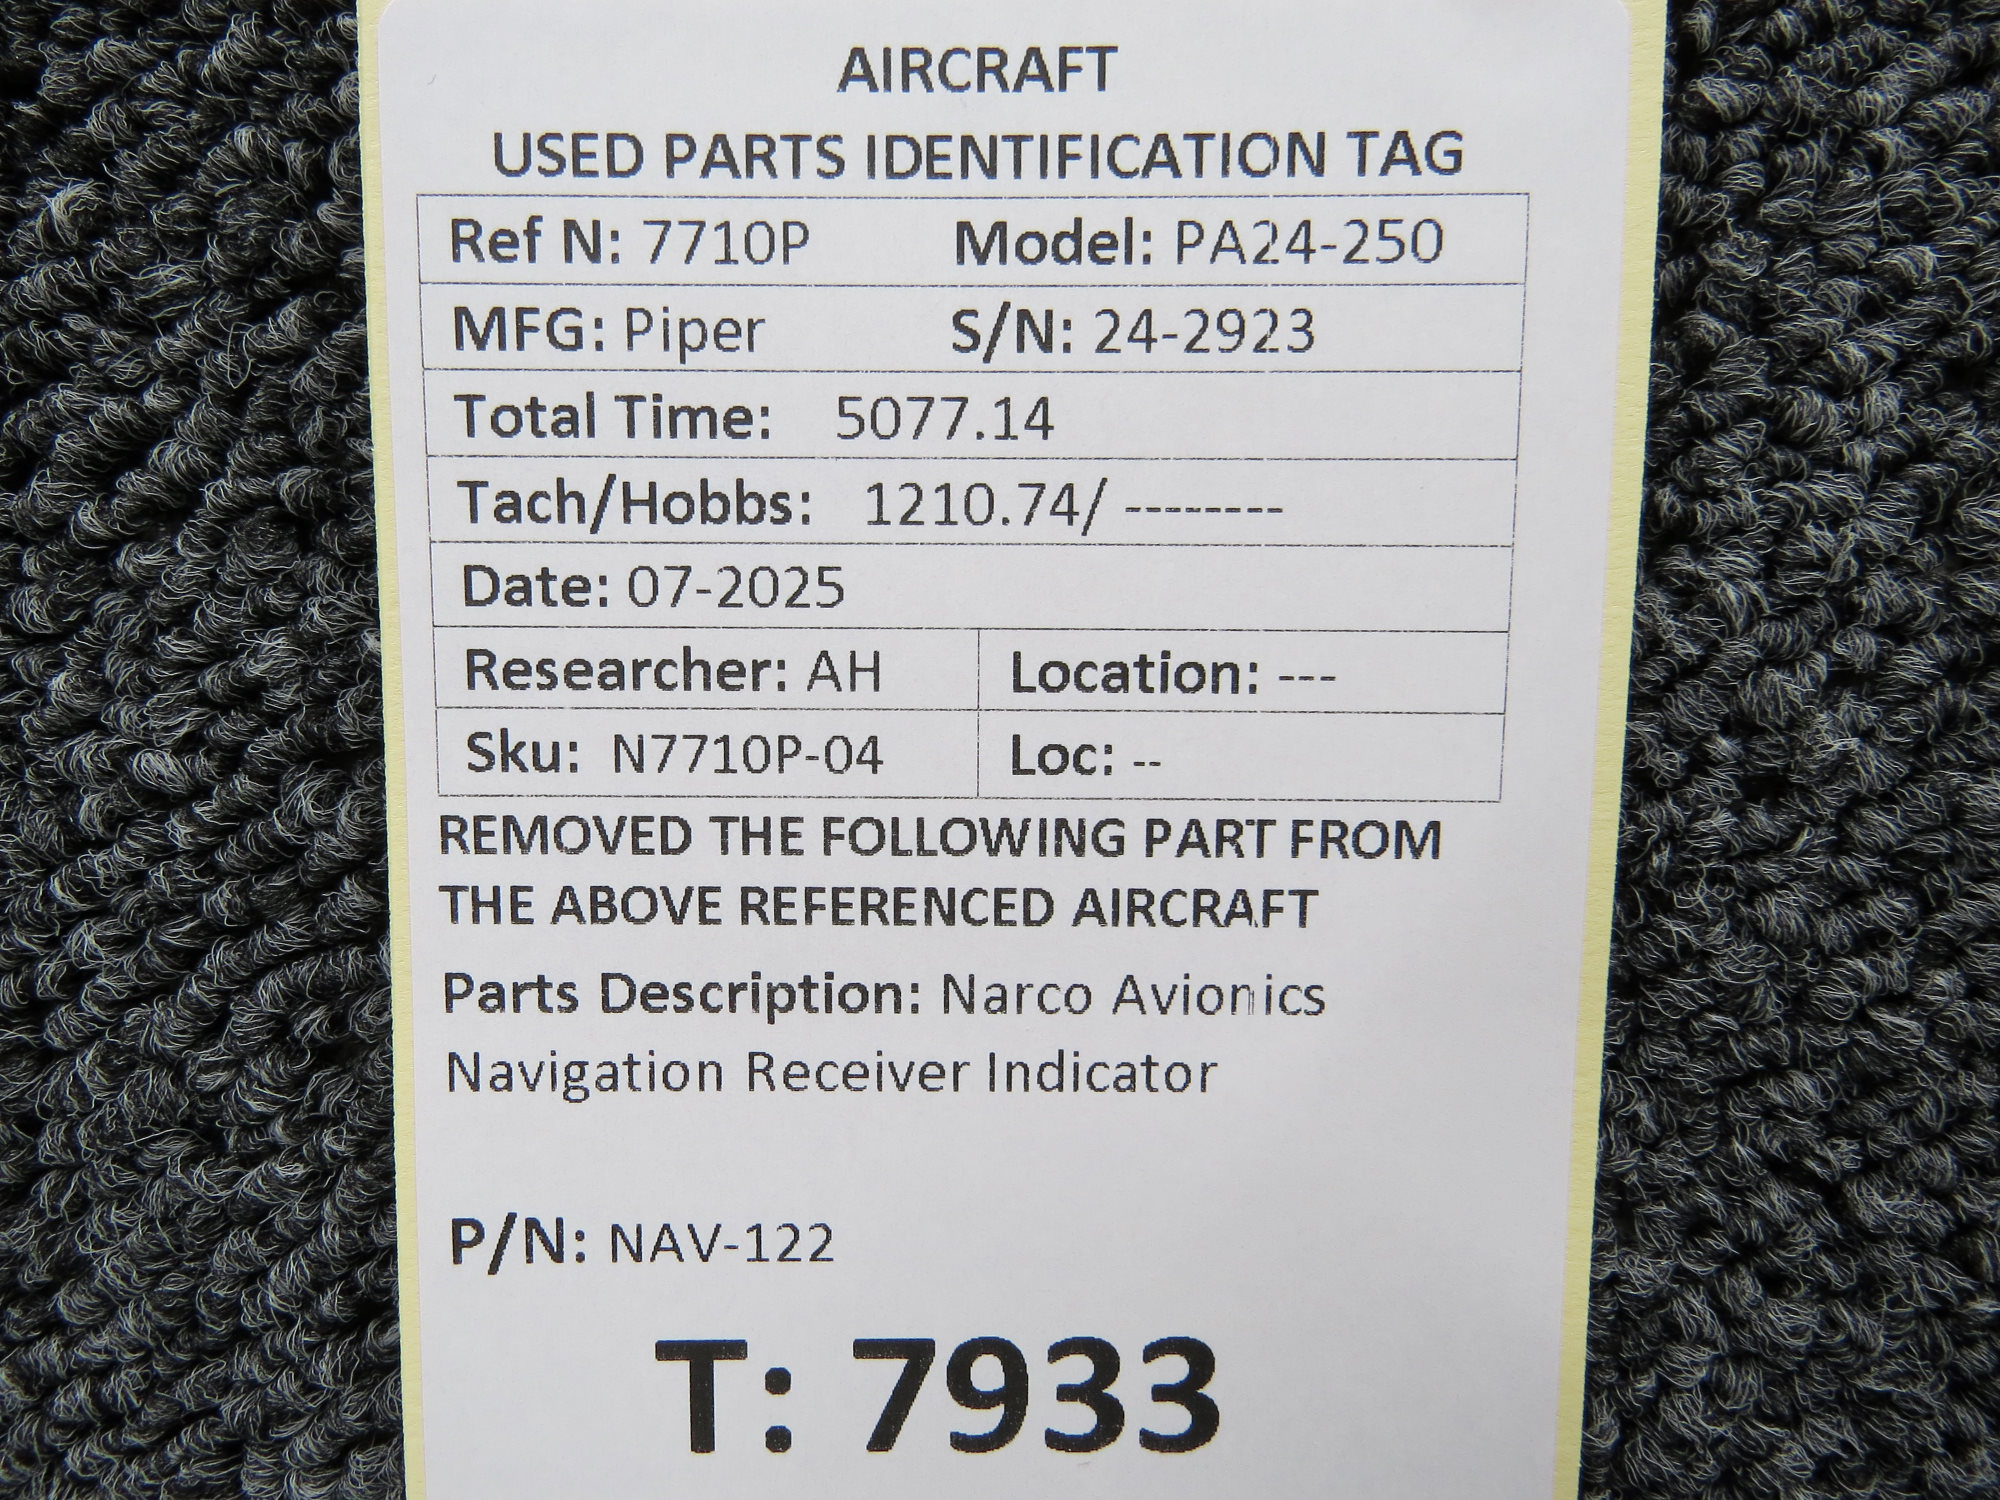 AIRCRAFT
USED PARTS IDENTIFICATION TAG
Ref N: 7710P Model: PA24-250
MFG: Piper S/N: 24-2923
Total Time: 5077.14
Tach/Hobbs: 1210.74/ --------
Date: 07-2025
Researcher: AH Location: ---
Sku: N7710P-04 Loc: --
REMOVED THE FOLLOWING PART FROM
THE ABOVE REFERENCED AIRCRAFT
Parts Description: Narco Avionics
Navigation Receiver Indicator
P/N: NAV-122
T: 7933